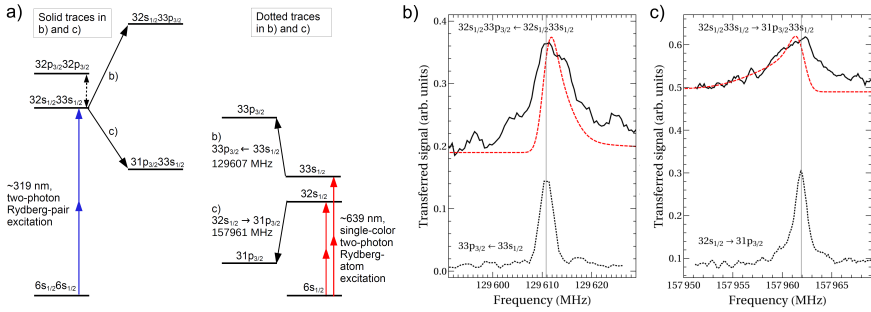 a)
Solid traces in
b) and c)
32s1/233p3/2
32p3/232p3/2
b)
32s1/233s1/2
c)
31p3/233s1/2
~319 nm,
two-photon
Rydberg-pair
excitation
6s1/26s1/2
Dotted traces
in b) and c)
33p3/2
b)
33p3/2 ← 33s1/2
129607 MHz
33s1/2
32s1/2
c)
32s1/2 → 31p3/2
157961 MHz
31p3/2
~639 nm,
single-color
two-photon
Rydberg-
atom
excitation
6s1/2
b)
32s1/233p3/2 ← 32s1/233s1/2
0.4
0.3
0.2
0.1
0.0
Transferred signal (arb. units)
33p3/2 ← 33s1/2
129 600
129 610
129 620
Frequency (MHz)
c)
32s1/233s1/2 → 31p3/233s1/2
0.6
0.5
0.4
0.3
0.2
0.1
Transferred signal (arb. units)
32s1/2 → 31p3/2
157 950
157 955
157 960
157 965
Frequency (MHz)